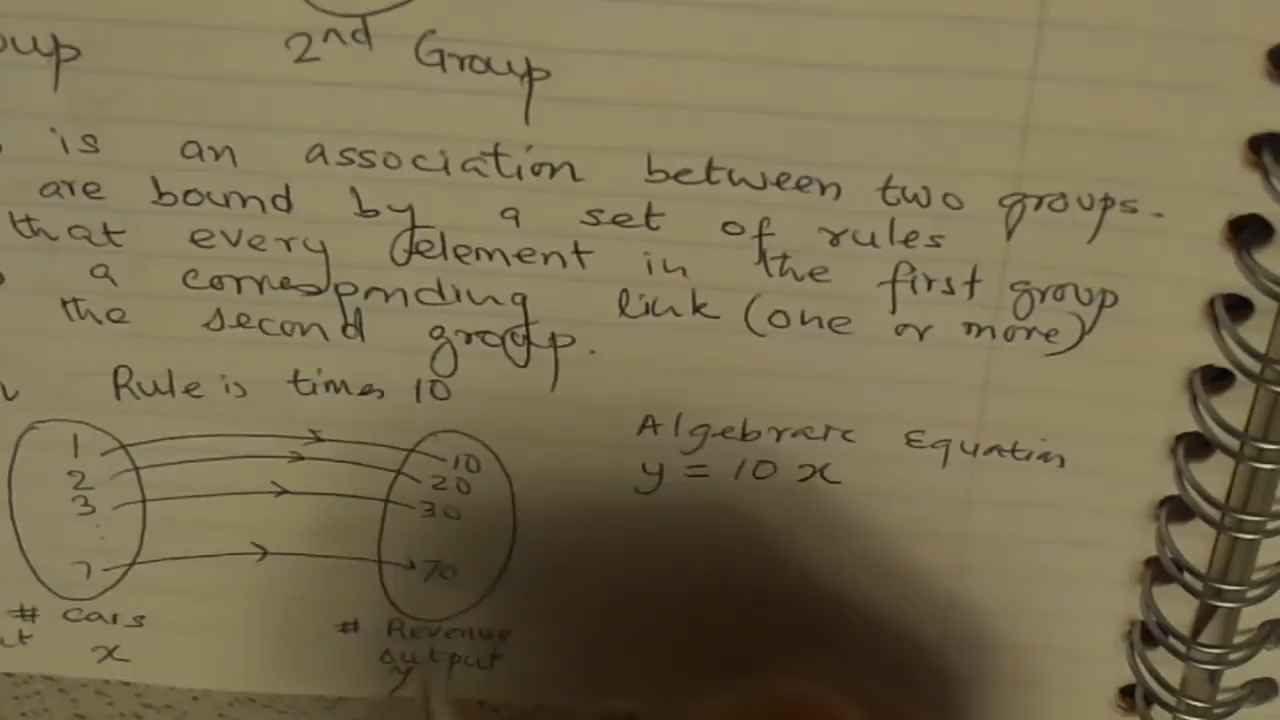 2nd Group
is an association between two groups.
are bound by a set of rules
that every element in the first group
a corresponding link (one or more)
the second group.
Rule is times 10
1
2
3
7
10
20
30
70
Algebraic Equation
y = 10 x
# cars
x
# Revenue
output
y